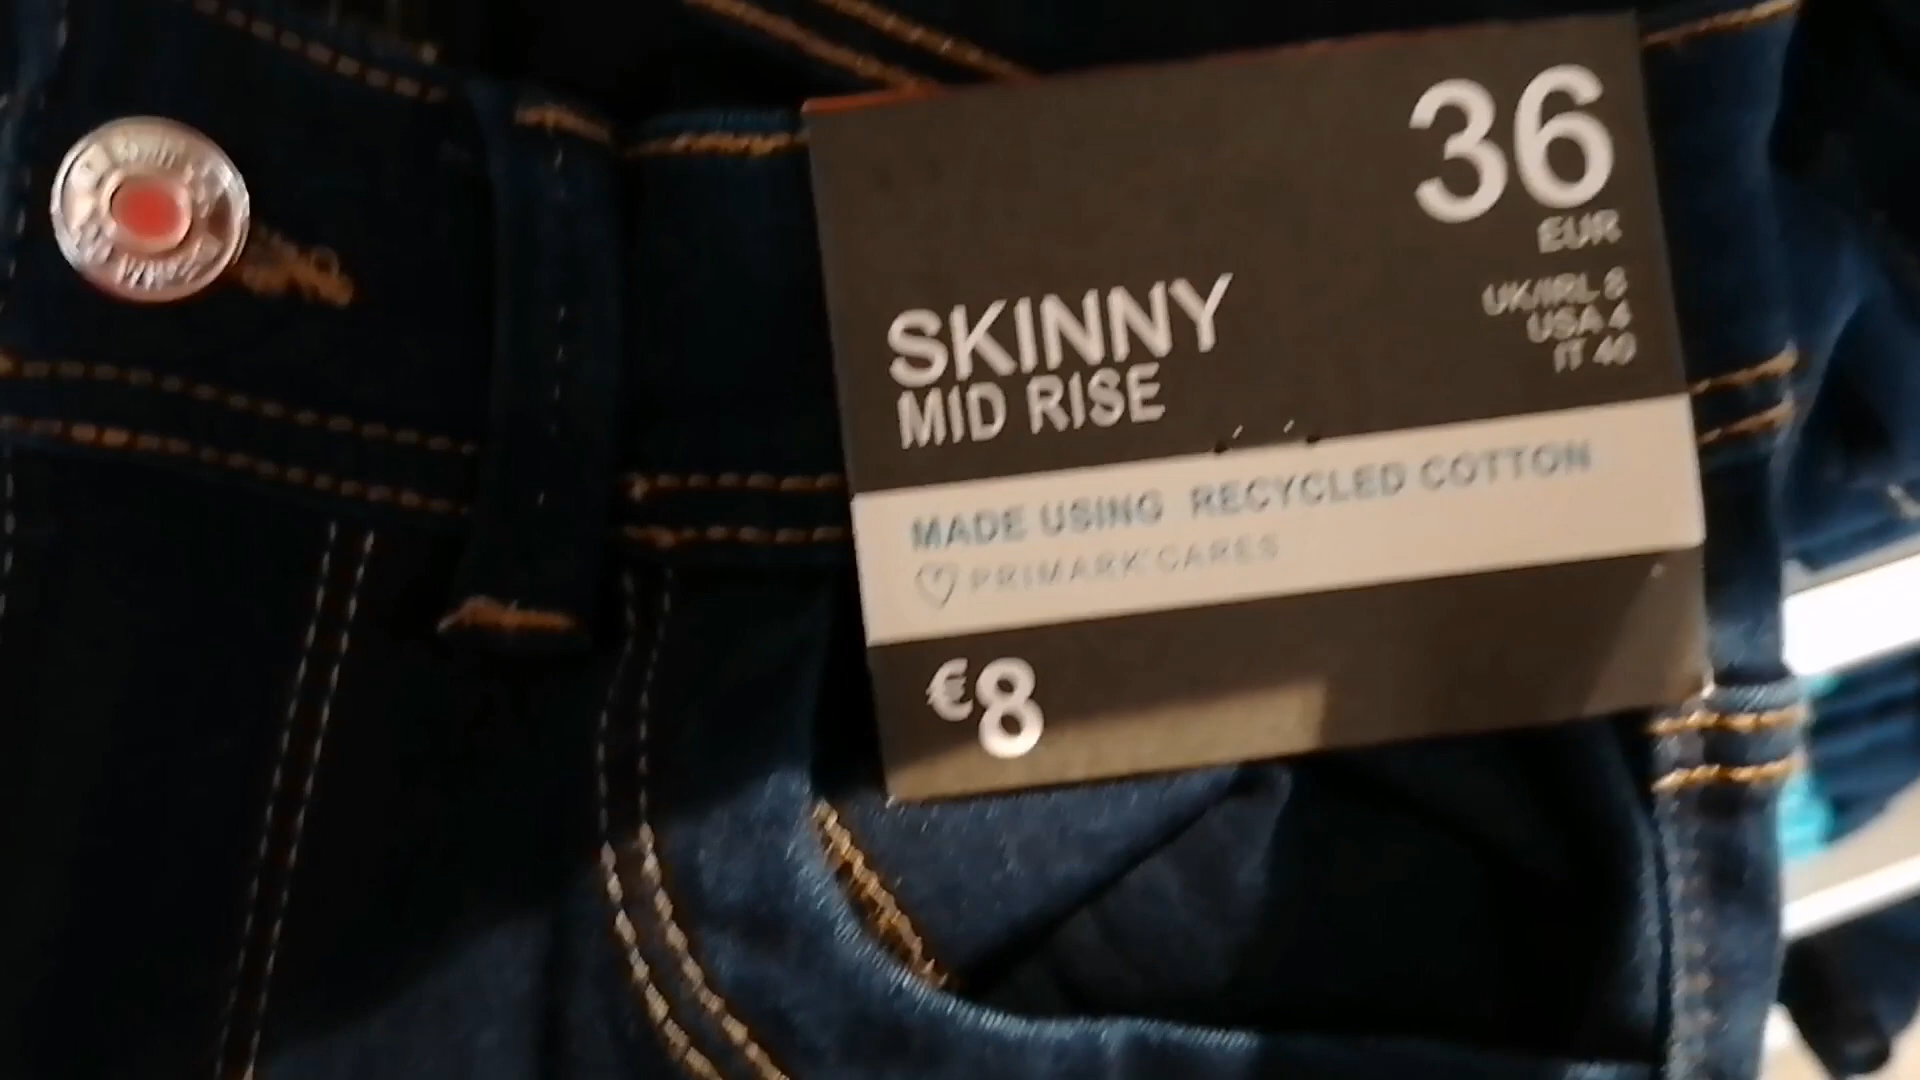 36
EUR
UK/IRL 8
USA 4
IT 40
SKINNY
MID RISE
MADE USING RECYCLED COTTON
PRIMARK CARES
€8